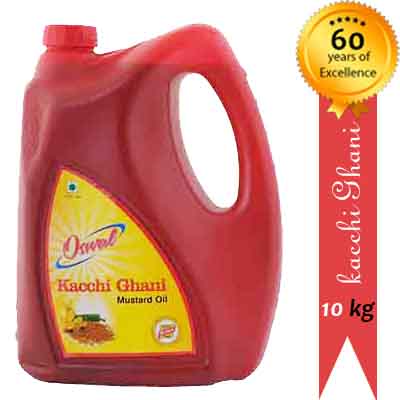 60
years of
Excellence
kacchi Ghani
10 kg
Oswal
Kacchi Ghani
Mustard Oil